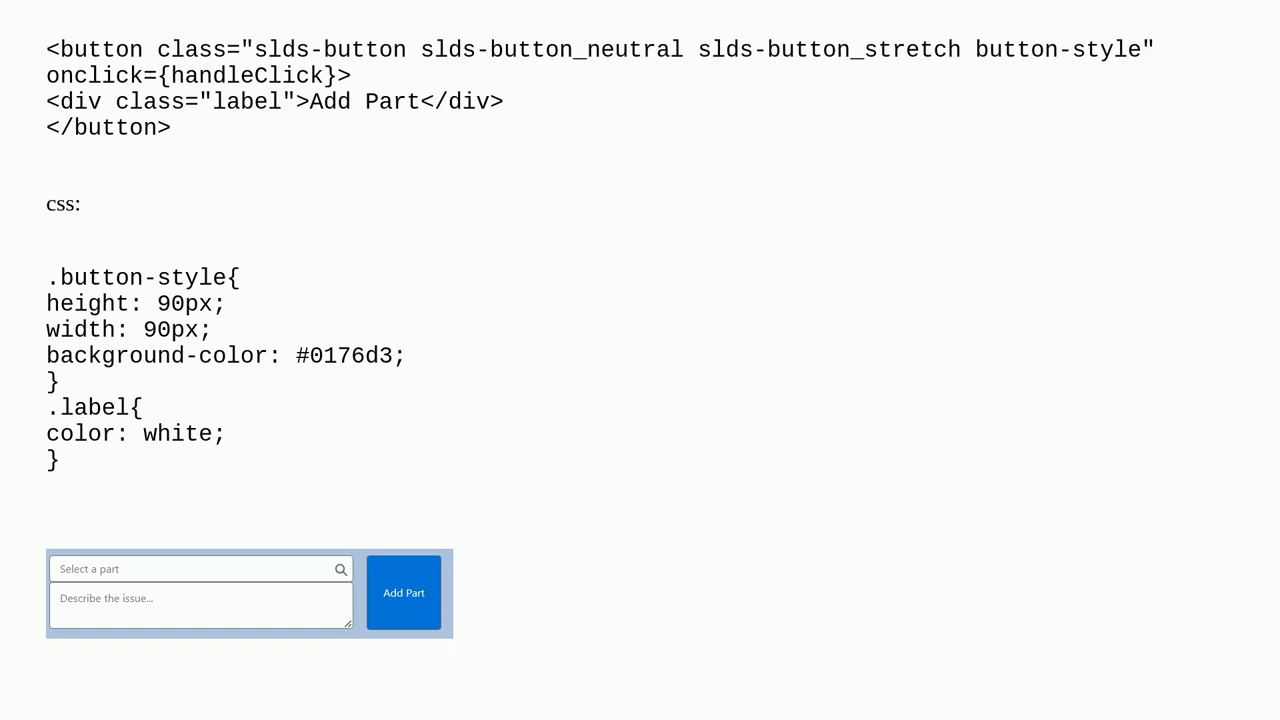 <button class="slds-button slds-button_neutral slds-button_stretch button-style"
onclick={handleClick}>
<div class="label">Add Part</div>
</button>
css:
.button-style{
height: 90px;
width: 90px;
background-color: #0176d3;
}
.label{
color: white;
}
Select a part
Describe the issue...
Add Part